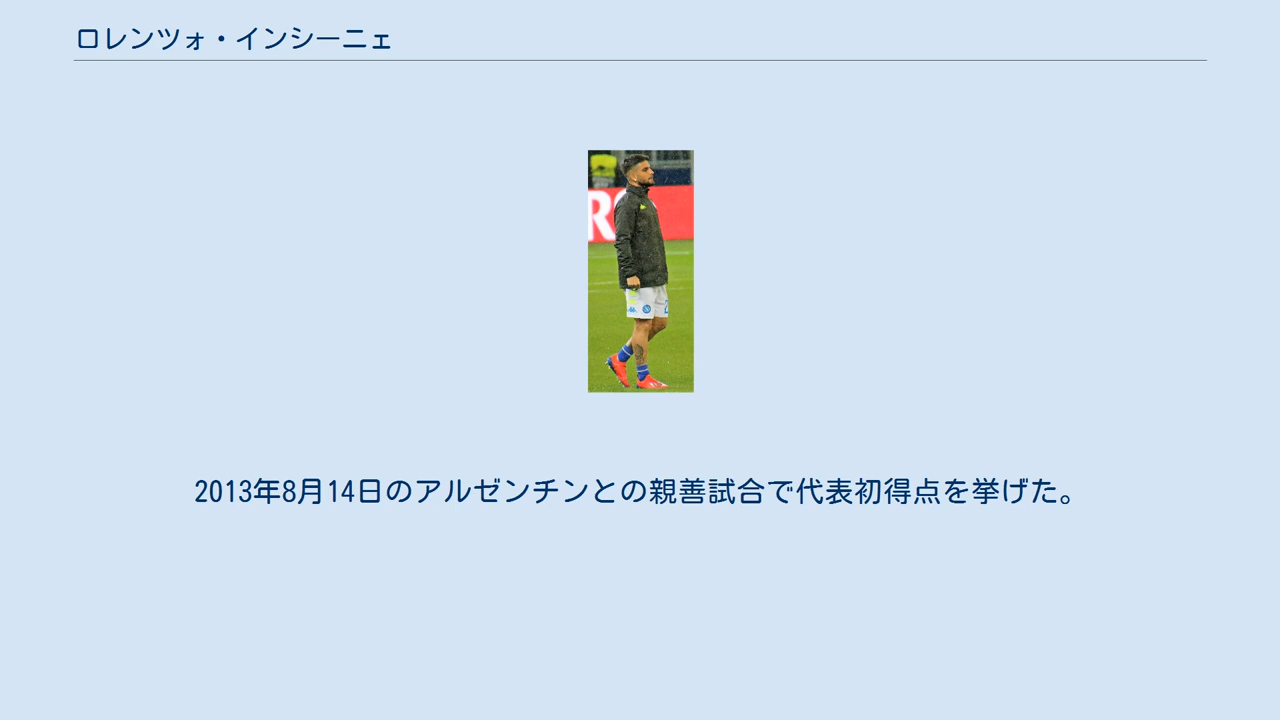 ロレンツォ・インシーニェ
2013年8月14日のアルゼンチンとの親善試合で代表初得点を挙げた。